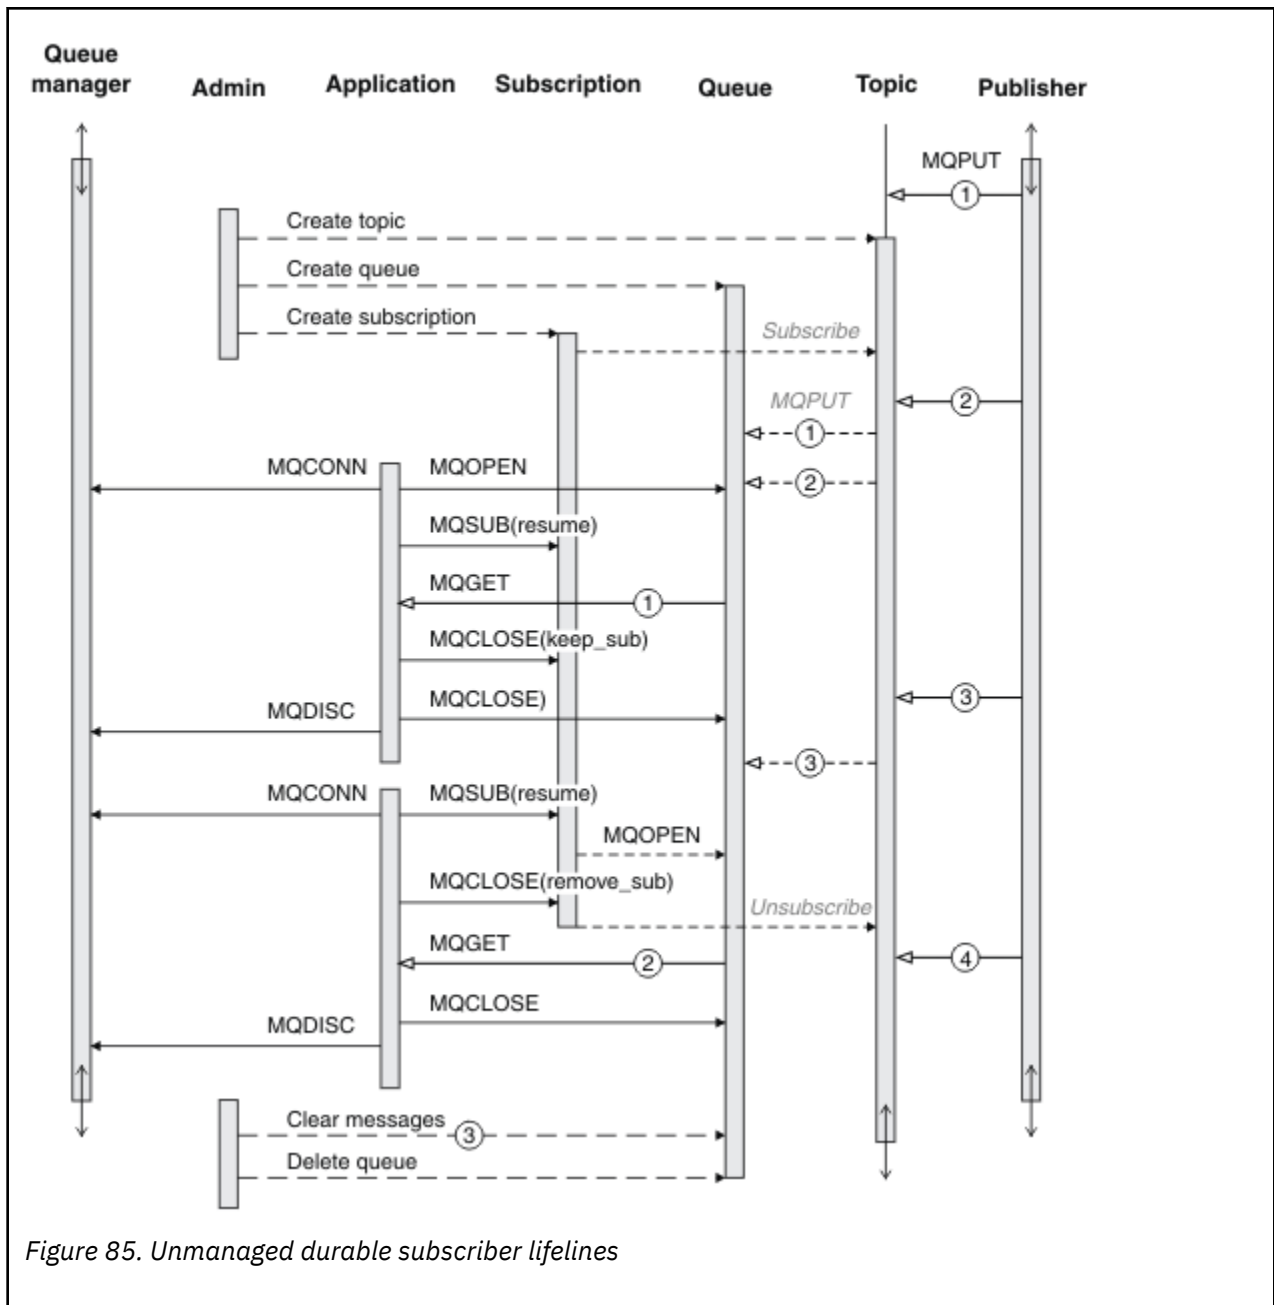 Queue
manager
Admin
Application
Subscription
Queue
Topic
Publisher
MQPUT
1
Create topic
Create queue
Create subscription
Subscribe
MQPUT
2
1
MQCONN
MQOPEN
2
MQSUB(resume)
MQGET
1
MQCLOSE(keep_sub)
MQDISC
MQCLOSE)
3
3
MQCONN
MQSUB(resume)
MQOPEN
MQCLOSE(remove_sub)
Unsubscribe
MQGET
2
4
MQDISC
MQCLOSE
Clear messages
3
Delete queue
Figure 85. Unmanaged durable subscriber lifelines